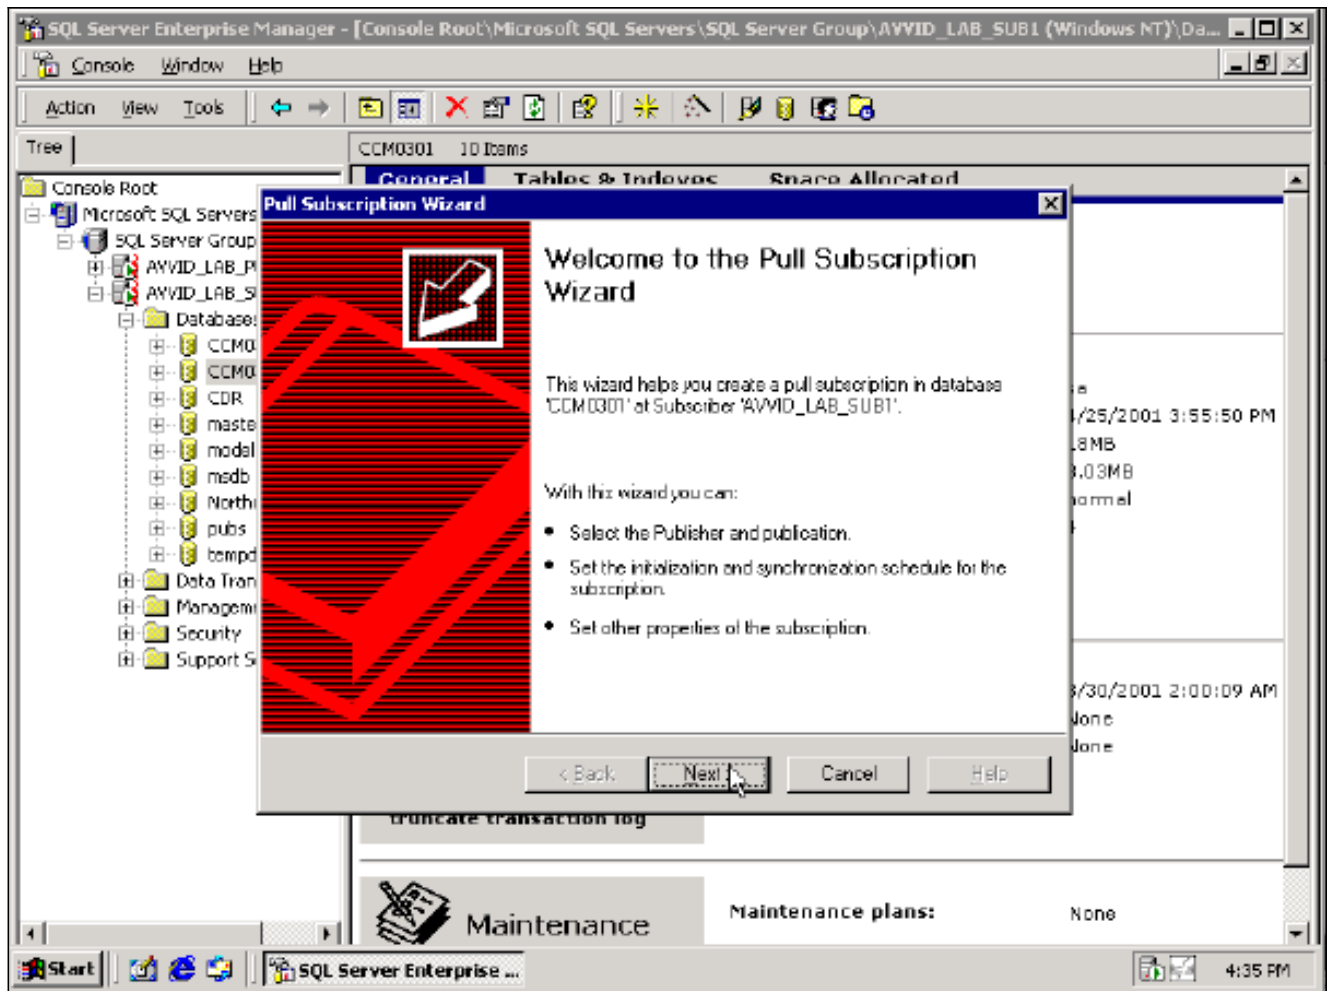 SQL Server Enterprise Manager - [Console Root\Microsoft SQL Servers\SQL Server Group\AVVID_LAB_SUB1 (Windows NT)\Da...
Console Window Help
Action View Tools
Tree
CCM0301 10 Items
General Tables & Indexes Space Allocated
Console Root
Microsoft SQL Servers
SQL Server Group
AVVID_LAB_P
AVVID_LAB_S
Databases
CCM0
CCM0
CDR
maste
model
msdb
North
pubs
tempd
Data Tran
Managem
Security
Support S
Pull Subscription Wizard
Welcome to the Pull Subscription
Wizard
This wizard helps you create a pull subscription in database
'CCM0301' at Subscriber 'AVVID_LAB_SUB1'.
With this wizard you can:
• Select the Publisher and publication.
• Set the initialization and synchronization schedule for the
subscription.
• Set other properties of the subscription.
< Back Next > Cancel Help
/25/2001 3:55:50 PM
.8MB
.03MB
normal
/30/2001 2:00:09 AM
None
None
truncate transaction log
Maintenance
Maintenance plans: None
Start
SQL Server Enterprise ...
4:35 PM